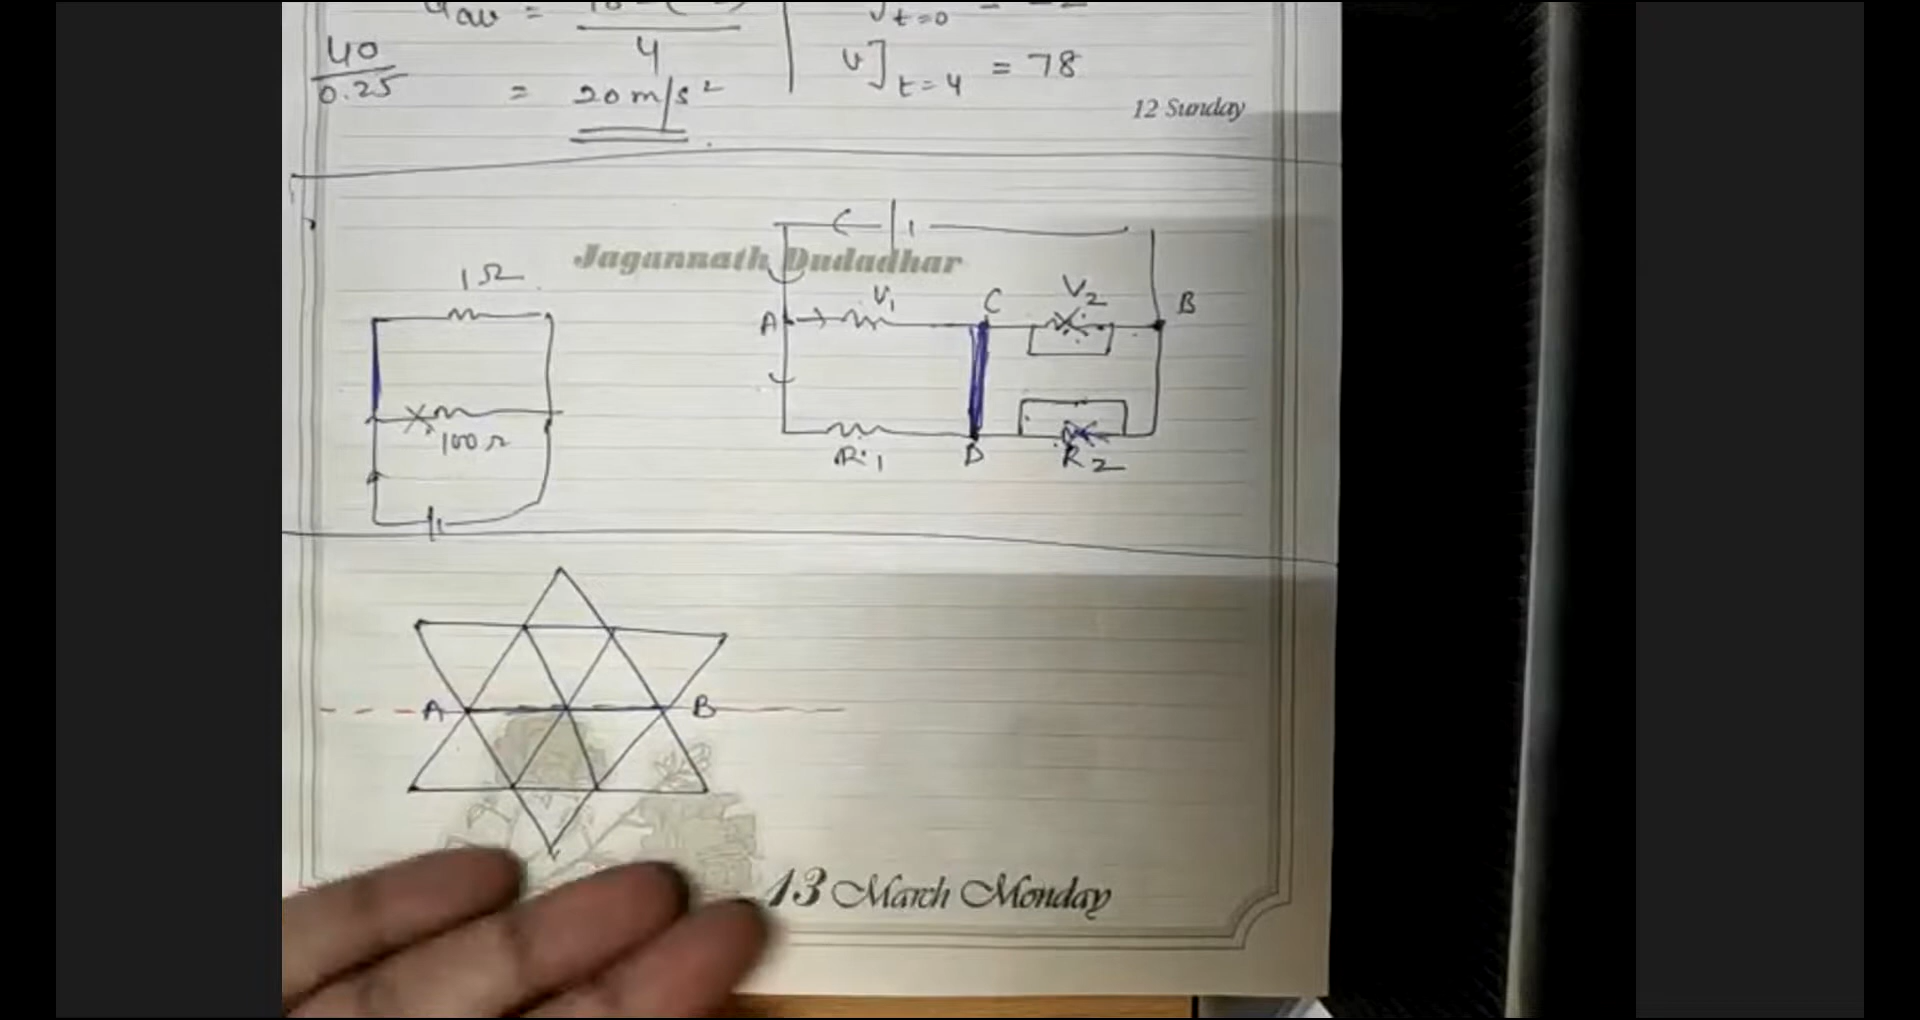 40
0.25
4
= 20 m/s²
t=0
v]t=4 = 78
12 Sunday
Jagannath Dudadhar
1Ω
100Ω
V₁
C
V₂
B
A
R₁
D
R₂
A
B
13 March Monday